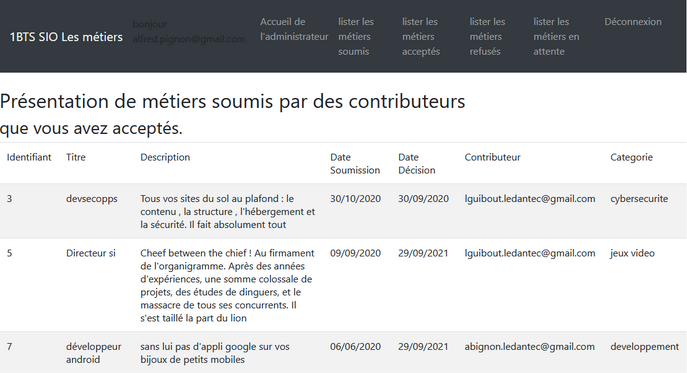 1BTS SIO Les métiers
bonjour
alfred.pignon@gmail.com
Accueil de
l'administrateur
lister les
métiers
soumis
lister les
métiers
acceptés
lister les
métiers
refusés
lister les
métiers en
attente
Déconnexion
Présentation de métiers soumis par des contributeurs
que vous avez acceptés.
Identifiant Titre Description Date Soumission Date Décision Contributeur Categorie
3 devsecopps Tous vos sites du sol au plafond : le 30/10/2020 30/09/2020 lguibout.ledantec@gmail.com cybersecurite
contenu , la structure , l'hébergement et
la sécurité. Il fait absolument tout
5 Directeur si Cheef between the chief ! Au firmament 09/09/2020 29/09/2021 lguibout.ledantec@gmail.com jeux video
de l'organigramme. Après des années
d'expériences, une somme colossale de
projets, des études de dinguers, et le
massacre de tous ses concurrents. Il
s'est taillé la part du lion
7 développeur sans lui pas d'appli google sur vos 06/06/2020 29/09/2021 abignon.ledantec@gmail.com developpement
android bijoux de petits mobiles